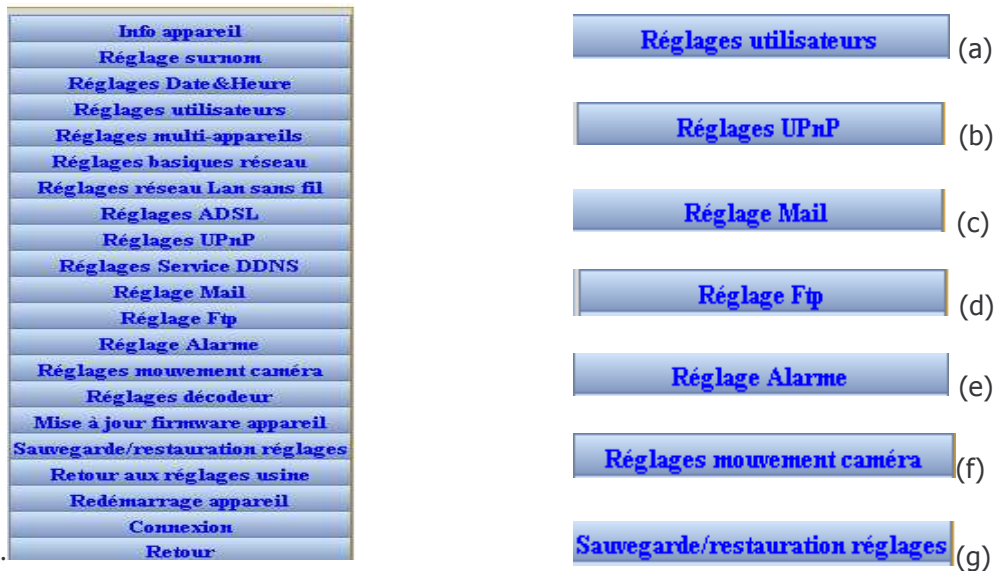 Info appareil
Réglage surnom
Réglages Date&Heure
Réglages utilisateurs
Réglages multi-appareils
Réglages basiques réseau
Réglages réseau Lan sans fil
Réglages ADSL
Réglages UPnP
Réglages Service DDNS
Réglage Mail
Réglage Ftp
Réglage Alarme
Réglages mouvement caméra
Réglages décodeur
Mise à jour firmware appareil
Sauvegarde/restauration réglages
Retour aux réglages usine
Redémarrage appareil
Connexion
. Retour
Réglages utilisateurs (a)
Réglages UPnP (b)
Réglage Mail (c)
Réglage Ftp (d)
Réglage Alarme (e)
Réglages mouvement caméra (f)
Sauvegarde/restauration réglages (g)